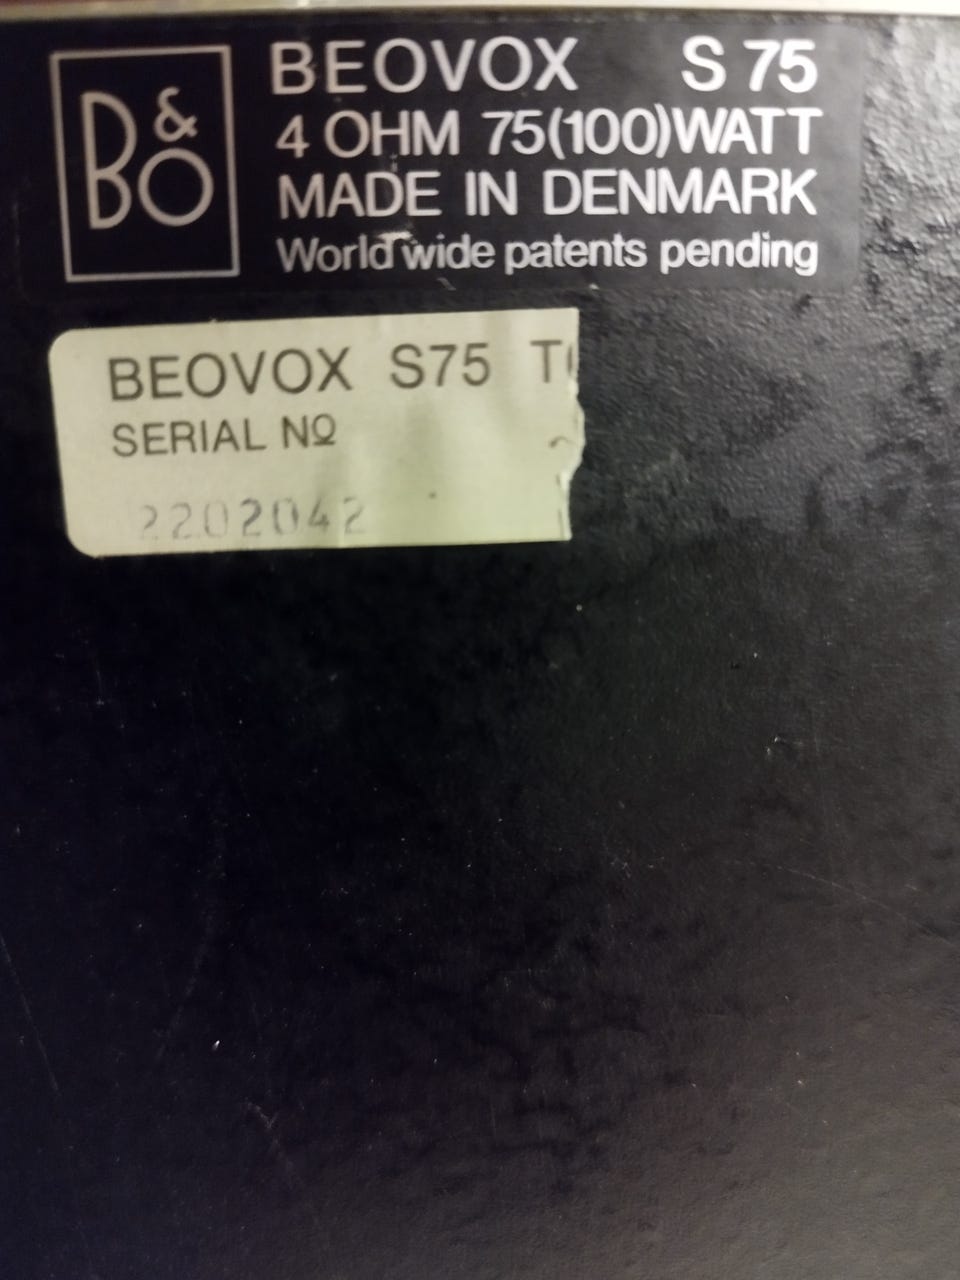 B&O
BEOVOX S 75
4 OHM 75(100)WATT
MADE IN DENMARK
World wide patents pending
BEOVOX S75
SERIAL Nº
2202042